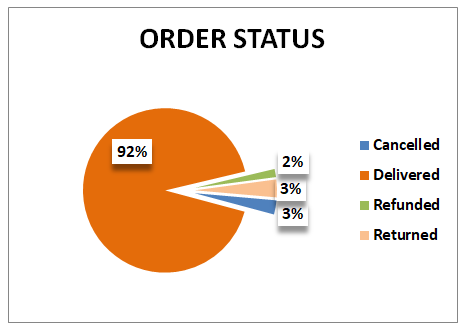 ORDER STATUS
92%
2%
3%
3%
Cancelled
Delivered
Refunded
Returned